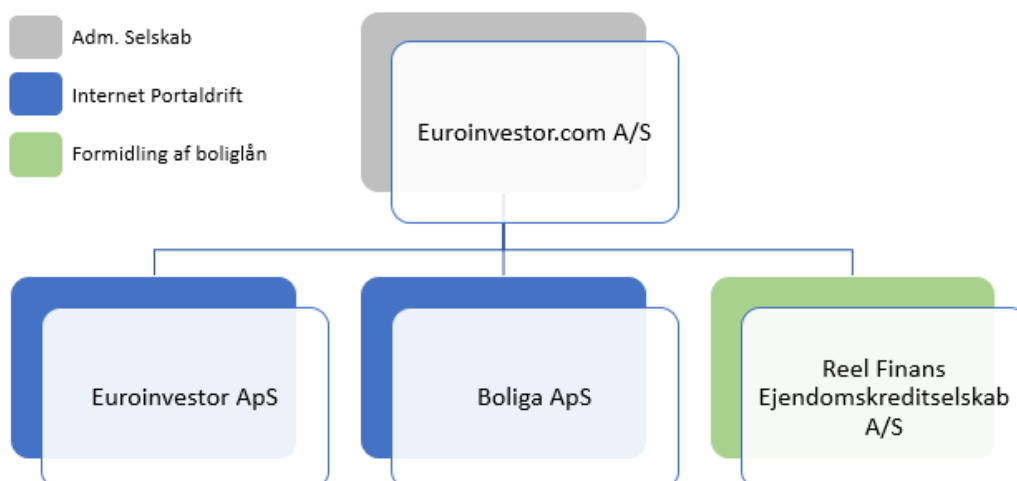 Adm. Selskab
Internet Portaldrift
Formidling af boliglån
Euroinvestor.com A/S
Euroinvestor ApS
Boliga ApS
Reel Finans
Ejendomskreditselskab
A/S